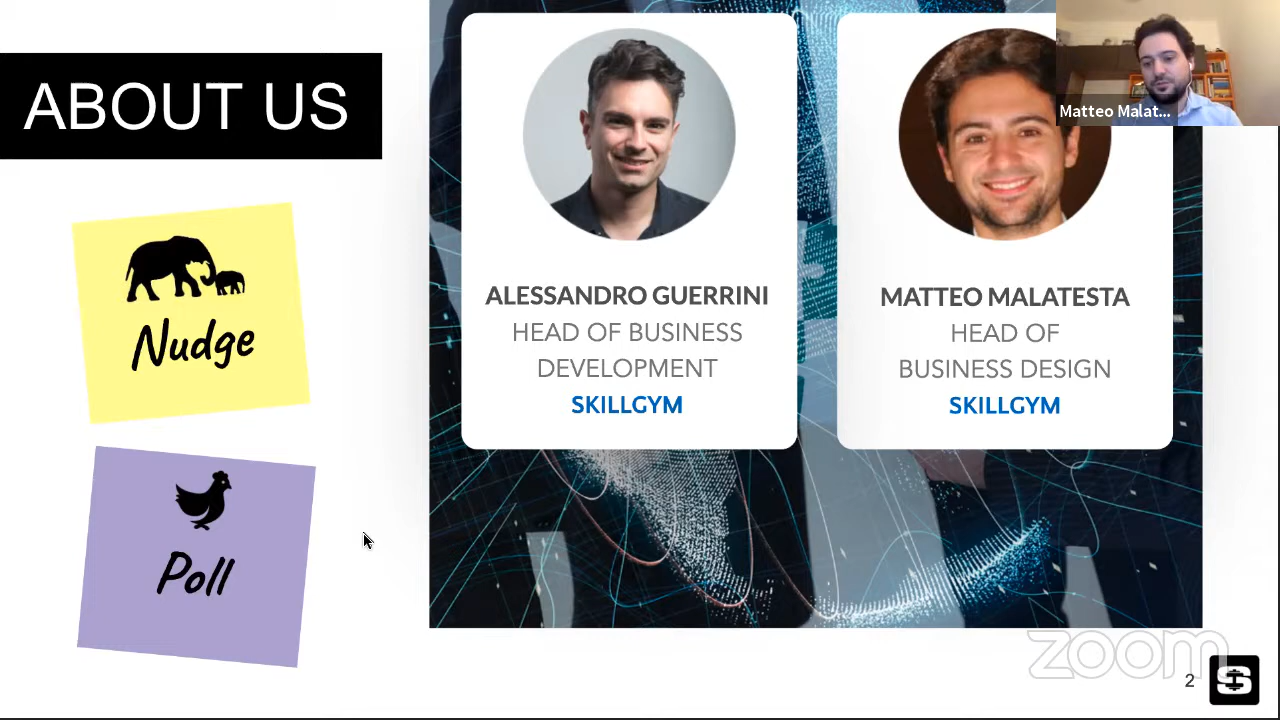 ABOUT US
Nudge
Poll
ALESSANDRO GUERRINI
HEAD OF BUSINESS
DEVELOPMENT
SKILLGYM
MATTEO MALATESTA
HEAD OF
BUSINESS DESIGN
SKILLGYM
Matteo Malat...
zoom
2